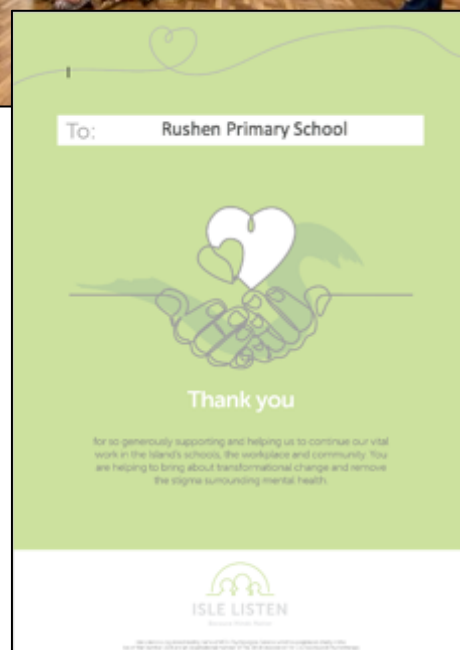 To: Rushen Primary School
Thank you
for so generously supporting and helping us to continue our vital
work in the Island's schools, the workplace and community. You
are helping to bring about transformational change and remove
the stigma surrounding mental health.
ISLE LISTEN